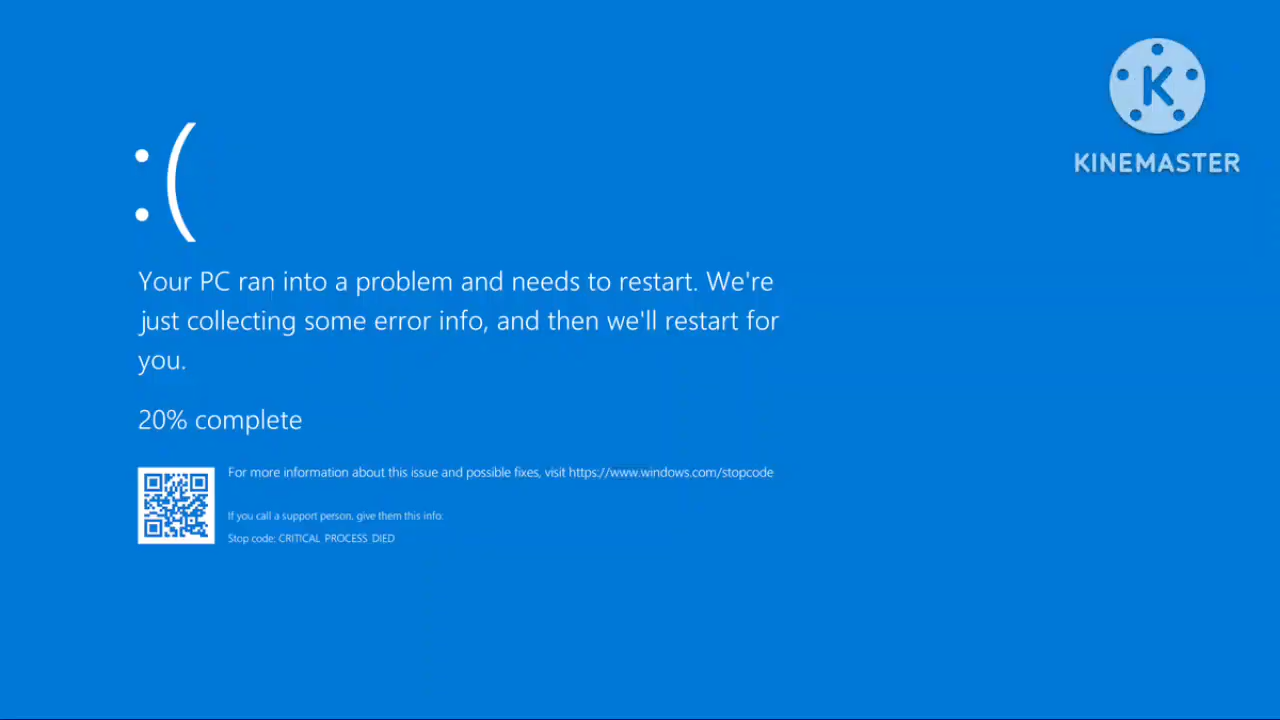 :(
K
KINEMASTER
Your PC ran into a problem and needs to restart. We're
just collecting some error info, and then we'll restart for
you.
20% complete
For more information about this issue and possible fixes, visit https://www.windows.com/stopcode
If you call a support person, give them this info:
Stop code: CRITICAL_PROCESS_DIED